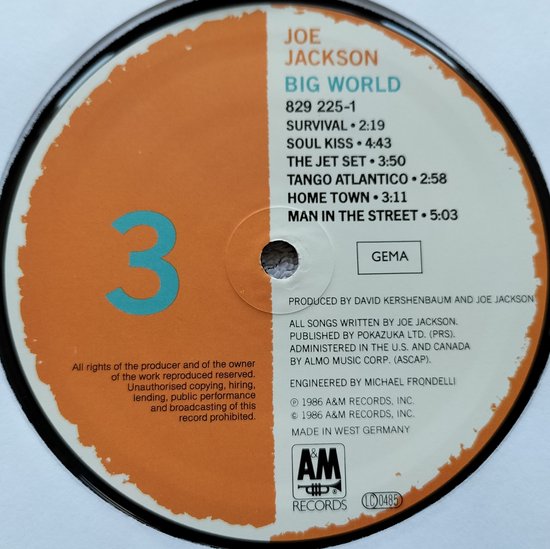 JOE
JACKSON
BIG WORLD
829 225-1
SURVIVAL • 2:19
SOUL KISS • 4:43
THE JET SET • 3:50
TANGO ATLANTICO • 2:58
HOME TOWN • 3:11
MAN IN THE STREET • 5:03
3
GEMA
PRODUCED BY DAVID KERSHENBAUM AND JOE JACKSON
ALL SONGS WRITTEN BY JOE JACKSON.
PUBLISHED BY POKAZUKA LTD. (PRS).
ADMINISTERED IN THE U.S. AND CANADA
BY ALMO MUSIC CORP. (ASCAP).
ENGINEERED BY MICHAEL FRONDELLI
All rights of the producer and of the owner
of the work reproduced reserved.
Unauthorised copying, hiring,
lending, public performance
and broadcasting of this
record prohibited.
℗ 1986 A&M RECORDS, INC.
© 1986 A&M RECORDS, INC.
MADE IN WEST GERMANY
A&M
RECORDS
LC 0485